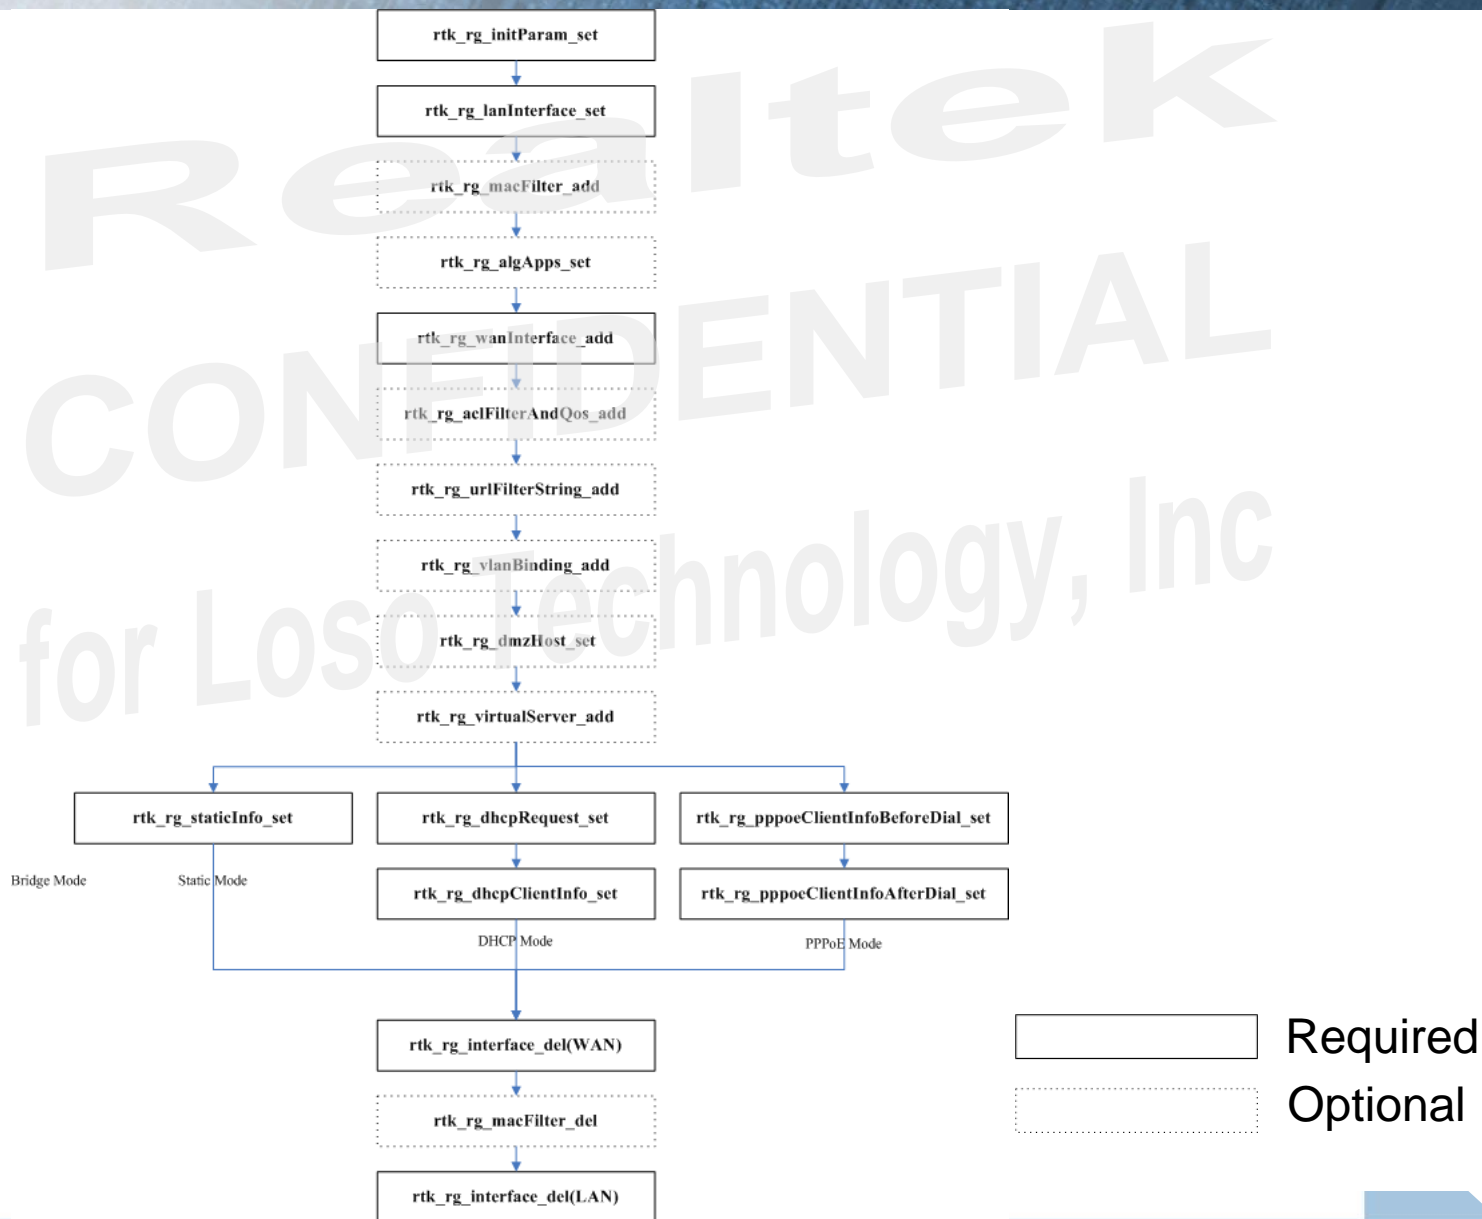 rtk_rg_initParam_set
rtk_rg_lanInterface_set
rtk_rg_macFilter_add
rtk_rg_algApps_set
rtk_rg_wanInterface_add
rtk_rg_aclFilterAndQos_add
rtk_rg_urlFilterString_add
rtk_rg_vlanBinding_add
rtk_rg_dmzHost_set
rtk_rg_virtualServer_add
rtk_rg_staticInfo_set
rtk_rg_dhcpRequest_set
rtk_rg_pppoeClientInfoBeforeDial_set
Bridge Mode
Static Mode
rtk_rg_dhcpClientInfo_set
rtk_rg_pppoeClientInfoAfterDial_set
DHCP Mode
PPPoE Mode
rtk_rg_interface_del(WAN)
rtk_rg_macFilter_del
rtk_rg_interface_del(LAN)
Required
Optional
Realtek
CONFIDENTIAL
for Loso Technology, Inc